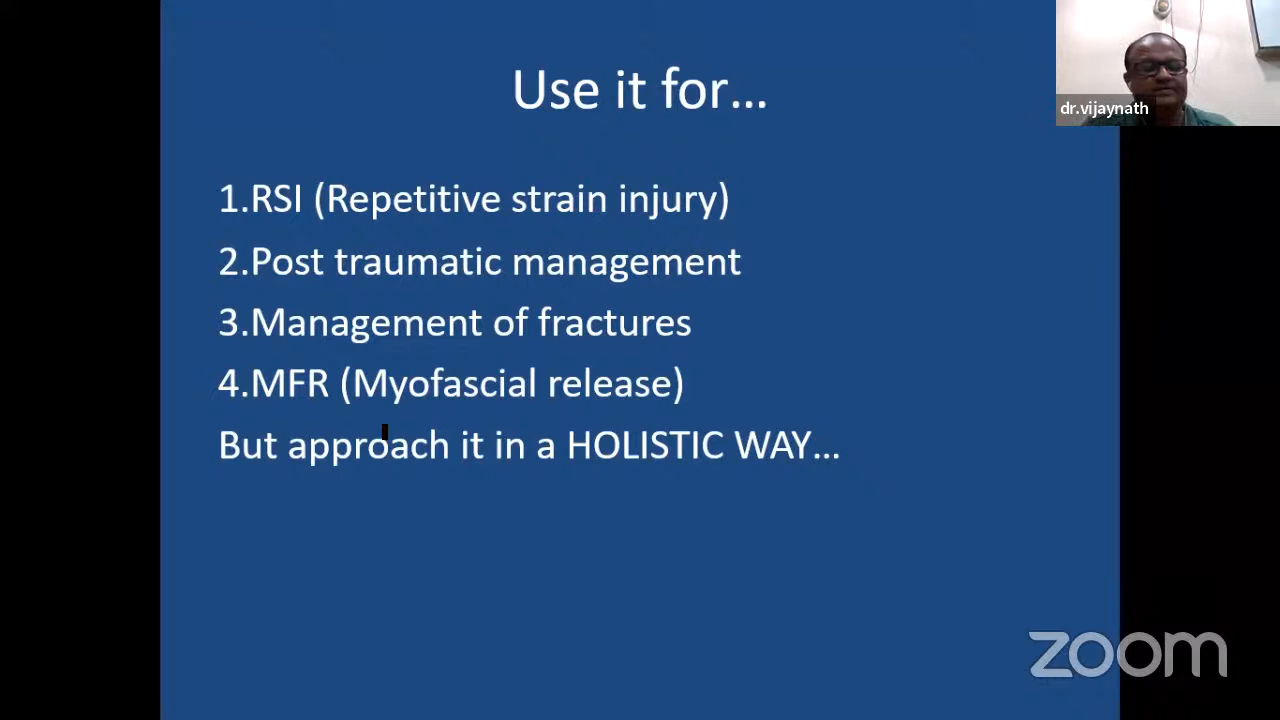 Use it for...
dr.vijaynath
1.RSI (Repetitive strain injury)
2.Post traumatic management
3.Management of fractures
4.MFR (Myofascial release)
But approach it in a HOLISTIC WAY...
zoom